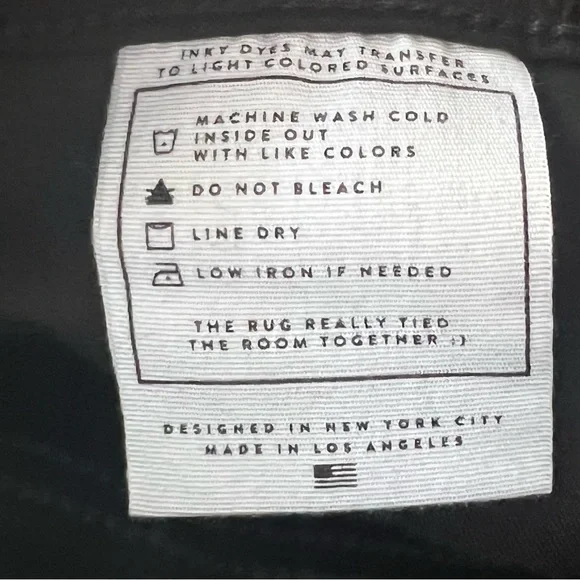 INKY DYES MAY TRANSFER
TO LIGHT COLORED SURFACES
MACHINE WASH COLD
INSIDE OUT
WITH LIKE COLORS
DO NOT BLEACH
LINE DRY
LOW IRON IF NEEDED
THE RUG REALLY TIED
THE ROOM TOGETHER :)
DESIGNED IN NEW YORK CITY
MADE IN LOS ANGELES